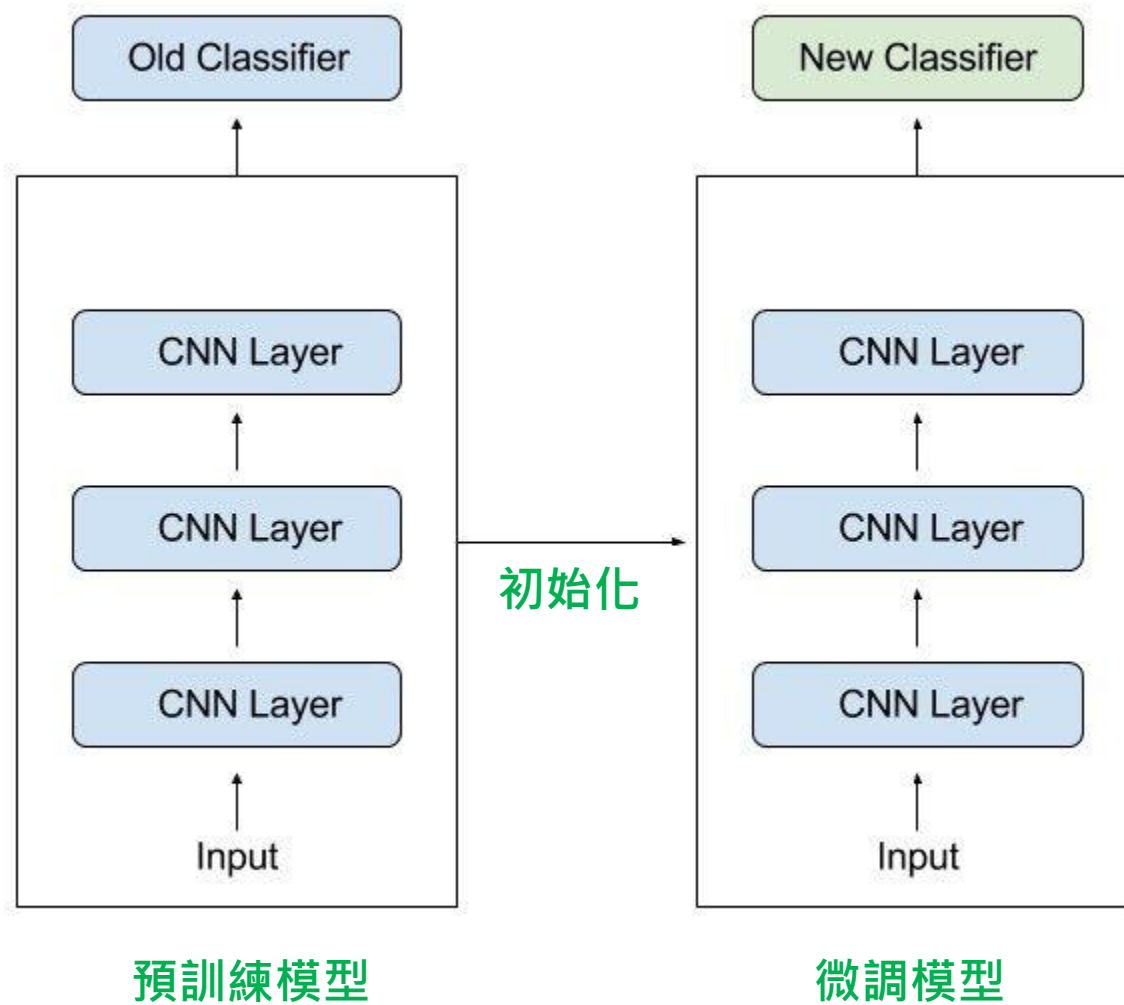 Old Classifier
CNN Layer
CNN Layer
CNN Layer
Input
預訓練模型
初始化
New Classifier
CNN Layer
CNN Layer
CNN Layer
Input
微調模型